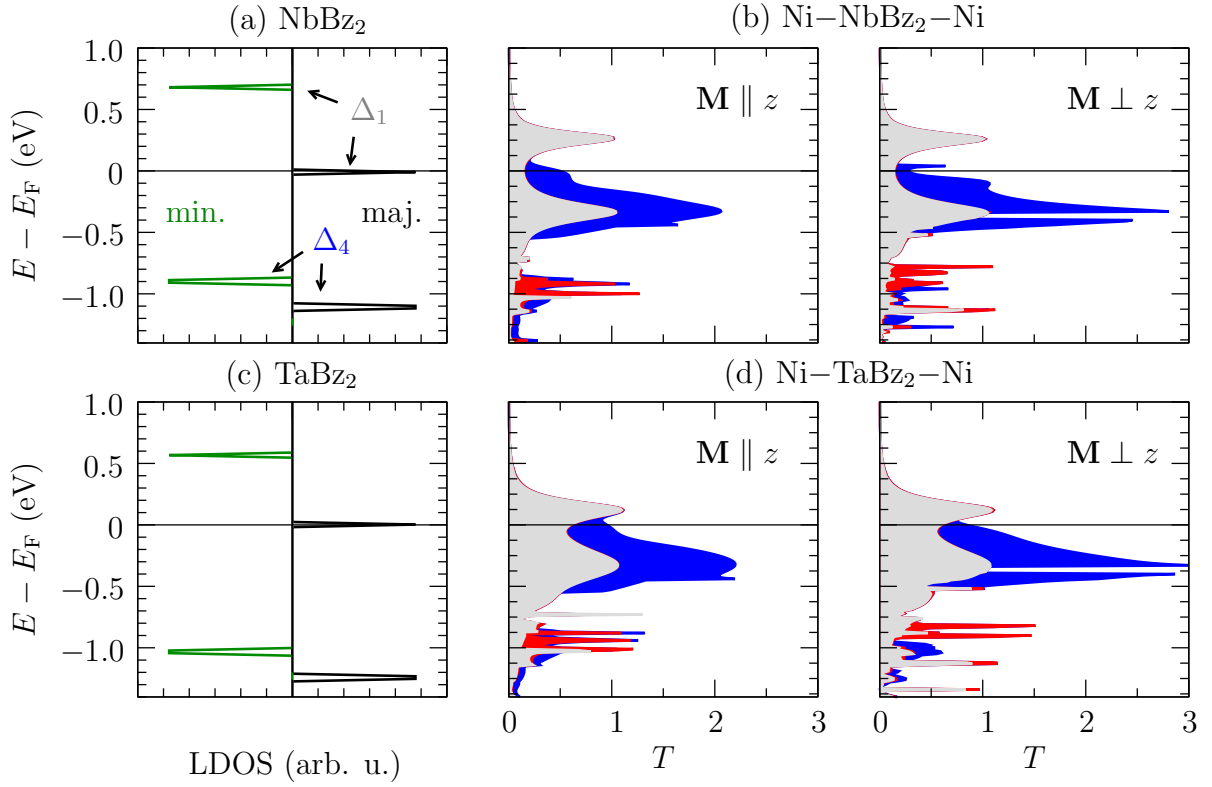 (a) NbBz₂
(b) Ni−NbBz₂−Ni
1.0
0.5
0
−0.5
−1.0
E − E_F (eV)
Δ₁
min.
maj.
Δ₄
M ∥ z
M ⊥ z
(c) TaBz₂
(d) Ni−TaBz₂−Ni
1.0
0.5
0
−0.5
−1.0
E − E_F (eV)
M ∥ z
M ⊥ z
0 1 2 3
0 1 2 3
LDOS (arb. u.)
T
T